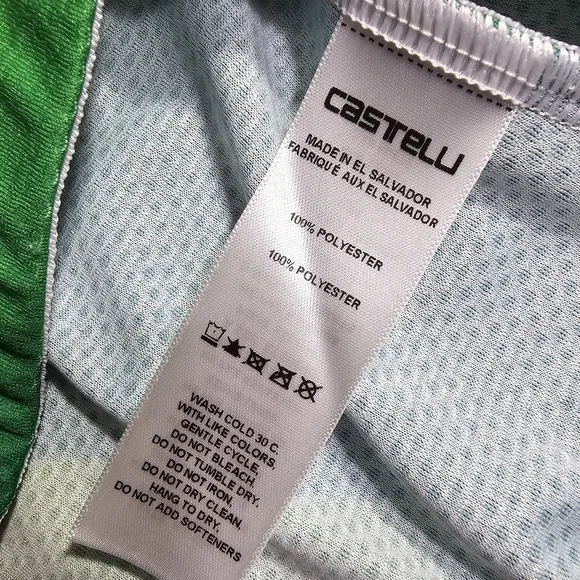 CASTELLI
MADE IN EL SALVADOR
FABRIQUÉ AUX EL SALVADOR
100% POLYESTER
100% POLYESTER
WASH COLD 30 C.
WITH LIKE COLORS,
GENTLE CYCLE.
DO NOT BLEACH.
DO NOT TUMBLE DRY.
DO NOT IRON.
DO NOT DRY CLEAN.
HANG TO DRY.
DO NOT ADD SOFTENERS